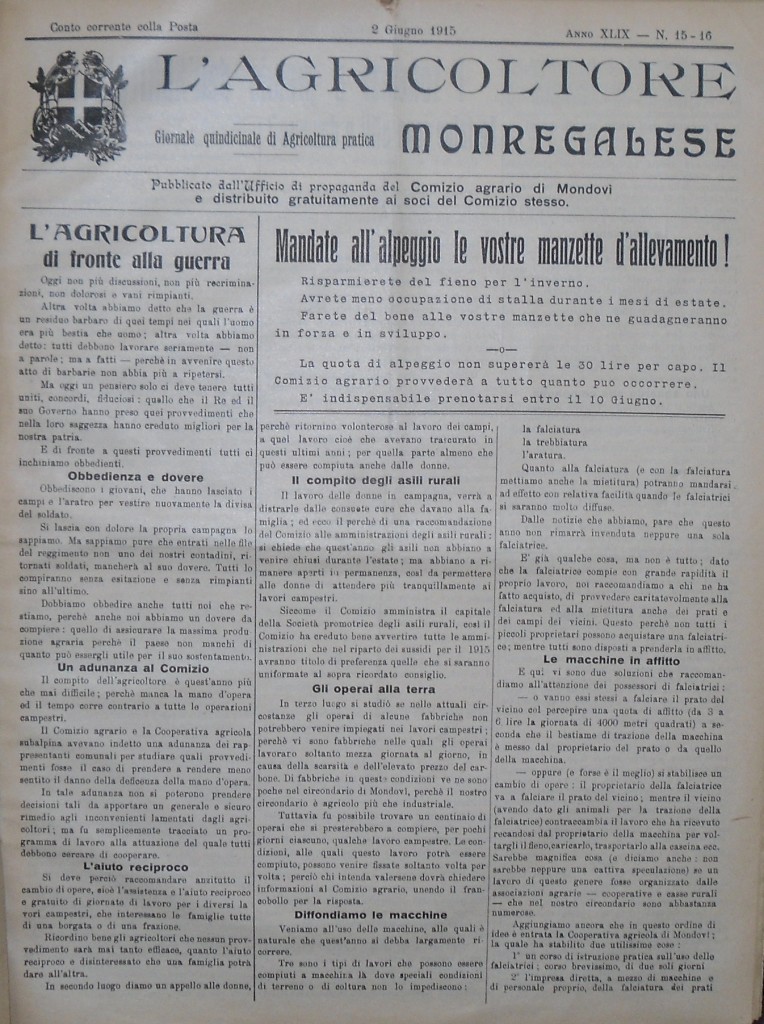 Conto corrente colla Posta
2 Giugno 1915
ANNO XLIX — N. 15-16
L'AGRICOLTORE
Giornale quindicinale di Agricoltura pratica
MONREGALESE
Pubblicato dall'Ufficio di propaganda del Comizio agrario di Mondovì
e distribuito gratuitamente ai soci del Comizio stesso.
L'AGRICOLTURA
di fronte alla guerra
Oggi non più discussioni, non più recrimina-
zioni, non dolorosi e vani rimpianti.
Altra volta abbiamo detto che la guerra è
un residuo barbaro di quei tempi nei quali l'uomo
era più bestia che uomo; altra volta abbiamo
detto: tutti debbono lavorare seriamente — non
a parole; ma a fatti — perchè in avvenire questo
atto di barbarie non abbia più a ripetersi.
Ma oggi un pensiero solo ci deve tenere tutti
uniti, concordi, fiduciosi: quello che il Re ed il
suo Governo hanno preso quei provvedimenti che
nella loro saggezza hanno creduto migliori per la
nostra patria.
E di fronte a questi provvedimenti tutti ci
inchiniamo obbedienti.
Obbedienza e dovere
Obbediscono i giovani, che hanno lasciato i
campi e l'aratro per vestire nuovamente la divisa
del soldato.
Si lascia con dolore la propria campagna lo
sappiamo. Ma sappiamo pure che entrati nelle file
del reggimento non uno dei nostri contadini, ri-
tornati soldati, mancherà al suo dovere. Tutti lo
compiranno senza esitazione e senza rimpianti
sino all'ultimo.
Dobbiamo obbedire anche tutti noi che re-
stiamo, perchè anche noi abbiamo un dovere da
compiere: quello di assicurare la massima produ-
zione agraria perchè il paese non manchi di
quanto può essergli utile per il suo sostentamento.
Un adunanza al Comizio
Il compito dell'agricoltore è quest'anno più
che mai difficile; perchè manca la mano d'opera
ed il tempo corre contrario a tutte le operazioni
campestri.
Il Comizio agrario e la Cooperativa agricola
subalpina avevano indetto una adunanza dei rap-
presentanti comunali per studiare quali provvedi-
menti fosse il caso di prendere a rendere meno
sentito il danno della deficenza della mano d'opera.
In tale adunanza non si poterono prendere
decisioni tali da apportare un generale e sicuro
rimedio agli inconvenienti lamentati dagli agri-
coltori; ma fu semplicemente tracciato un pro-
gramma di lavoro alla attuazione del quale tutti
debbono cercare di cooperare.
L'aiuto reciproco
Si deve perciò raccomandare anzitutto il
cambio di opere, cioè l'assistenza e l'aiuto reciproco
e gratuito di giornate di lavoro per i diversi la
vori campestri, che interessano le famiglie tutte
di una borgata o di una frazione.
Ricordino bene gli agricoltori che nessun prov-
vedimento sarà mai tanto efficace, quanto l'aiuto
reciproco e disinteressato che una famiglia potrà
dare all'altra.
In secondo luogo diamo un appello alle donne,
Mandate all'alpeggio le vostre manzette d'allevamento!
Risparmierete del fieno per l'inverno.
Avrete meno occupazione di stalla durante i mesi di estate.
Farete del bene alle vostre manzette che ne guadagneranno
in forza e in sviluppo.
—o—
La quota di alpeggio non supererà le 30 lire per capo. Il
Comizio agrario provvederà a tutto quanto puo occorrere.
E' indispensabile prenotarsi entro il 10 Giugno.
perchè ritornino volonterose al lavoro dei campi,
a quel lavoro cioè che avevano trascurato in
questi ultimi anni; per quella parte almeno che
può essere compiuta anche dalle donne.
Il compito degli asili rurali
Il lavoro delle donne in campagna, verrà a
distrarle dalle consuete cure che davano alla fa-
miglia; ed ecco il perchè di una raccomandazione
del Comizio alle amministrazioni degli asili rurali:
si chiede che quest'anno gli asili non abbiano a
venire chiusi durante l'estate; ma abbiano a ri-
manere aperti in permanenza, così da permettere
alle donne di attendere più tranquillamente ai
lavori campestri.
Siccome il Comizio amministra il capitale
della Società promotrice degli asili rurali, così il
Comizio ha creduto bene avvertire tutte le ammi-
nistrazioni che nel riparto dei sussidi per il 1915
avranno titolo di preferenza quelle che si saranno
uniformate al sopra ricordato consiglio.
Gli operai alla terra
In terzo luogo si studiò se nelle attuali cir-
costanze gli operai di alcune fabbriche non
potrebbero venire impiegati nei lavori campestri;
perchè vi sono fabbriche nelle quali gli operai
lavorano soltanto mezza giornata al giorno, in
causa della scarsità e dell'elevato prezzo del car-
bone. Di fabbriche in queste condizioni ve ne sono
poche nel circondario di Mondovì, perchè il nostro
circondario è agricolo più che industriale.
Tuttavia fu possibile trovare un centinaio di
operai che si presterebbero a compiere, per pochi
giorni ciascuno, qualche lavoro campestre. Le con-
dizioni, alle quali questo lavoro potrà essere
compiuto, possono venire fissate soltanto volta per
volta; perciò chi intenda valersene dovrà chiedere
informazioni al Comizio agrario, unendo il fran-
cobollo per la risposta.
Diffondiamo le macchine
Veniamo all'uso delle macchine, alle quali è
naturale che quest'anno si debba largamente ri-
correre.
Tre sono i tipi di lavori che possono essere
compiuti a macchina là dove speciali condizioni
di terreno o di coltura non lo impediscono:
la falciatura
la trebbiatura
l'aratura.
Quanto alla falciatura (e con la falciatura
mettiamo anche la mietitura) potranno mandarsi
ad effetto con relativa facilità quando le falciatrici
si saranno molto diffuse.
Dalle notizie che abbiamo, pare che questo
anno non rimarrà invenduta neppure una sola
falciatrice.
E' già qualche cosa, ma non è tutto; dato
che la falciatrice compie con grande rapidità il
proprio lavoro, noi raccomandiamo a chi ne ha
fatto acquisto, di provvedere caritatevolmente alla
falciatura ed alla mietitura anche dei prati e
dei campi dei vicini. Questo perchè non tutti i
piccoli proprietari possono acquistare una falciatri-
ce; mentre tutti sono disposti a prenderla in affitto.
Le macchine in affitto
E qui vi sono due soluzioni che raccoman-
diamo all'attenzione dei possessori di falciatrici:
— o vanno essi stessi a falciare il prato del
vicino col percepire una quota di affitto (da 3 a
6 lire la giornata di 4000 metri quadrati) a se-
conda che il bestiame di trazione della macchina
è messo dal proprietario del prato o da quello
della macchina.
— oppure (e forse è il meglio) si stabilisce un
cambio di opere: il proprietario della falciatrice
va a falciare il prato del vicino; mentre il vicino
(avendo dato gli animali per la trazione della
falciatrice) contraccambia il lavoro che ha ricevuto
recandosi dal proprietario della macchina per vol-
targli il fieno, caricarlo, trasportarlo alla cascina ecc.
Sarebbe magnifica cosa (e diciamo anche: non
sarebbe neppure una cattiva speculazione) se un
lavoro di questo genere fosse organizzato dalle
associazioni agrarie — cooperative e casse rurali
— che nel nostro circondario sono abbastanza
numerose.
Aggiungiamo ancora che in questo ordine di
idee è entrata la Cooperativa agricola di Mondovì;
la quale ha stabilito due utilissime cose:
1° un corso di istruzione pratica sull'uso delle
falciatrici; corso brevissimo, di due soli giorni
2° l'impresa diretta, a mezzo di macchine e
di personale proprio, della falciatura dei prati